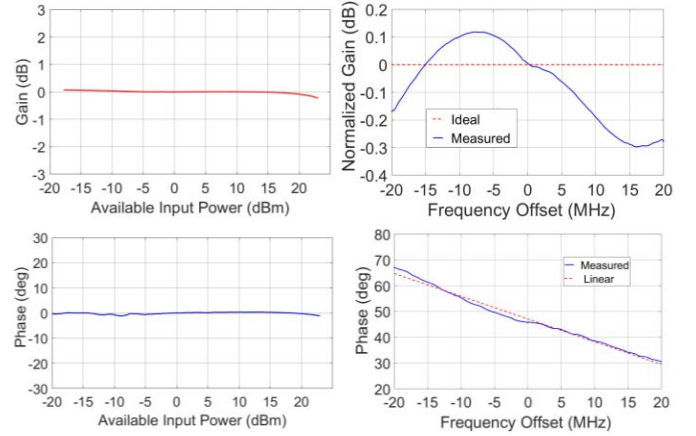 Gain (dB)
3
2
1
0
-1
-2
-3
-20 -15 -10 -5 0 5 10 15 20
Available Input Power (dBm)
Normalized Gain (dB)
0.2
0.1
0
-0.1
-0.2
-0.3
-0.4
Ideal
Measured
-20 -15 -10 -5 0 5 10 15 20
Frequency Offset (MHz)
Phase (deg)
30
20
10
0
-10
-20
-30
-20 -15 -10 -5 0 5 10 15 20
Available Input Power (dBm)
Phase (deg)
80
70
60
50
40
30
20
Measured
Linear
-20 -15 -10 -5 0 5 10 15 20
Frequency Offset (MHz)